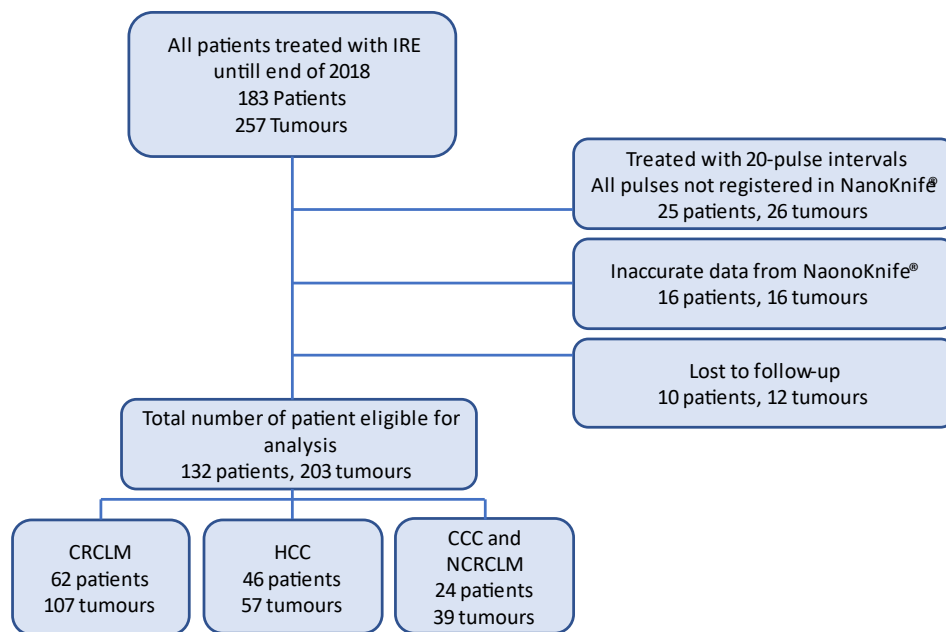 All patients treated with IRE
untill end of 2018
183 Patients
257 Tumours
Treated with 20-pulse intervals
All pulses not registered in NanoKnife®
25 patients, 26 tumours
Inaccurate data from NaonoKnife®
16 patients, 16 tumours
Lost to follow-up
10 patients, 12 tumours
Total number of patient eligible for
analysis
132 patients, 203 tumours
CRCLM
62 patients
107 tumours
HCC
46 patients
57 tumours
CCC and
NCRCLM
24 patients
39 tumours